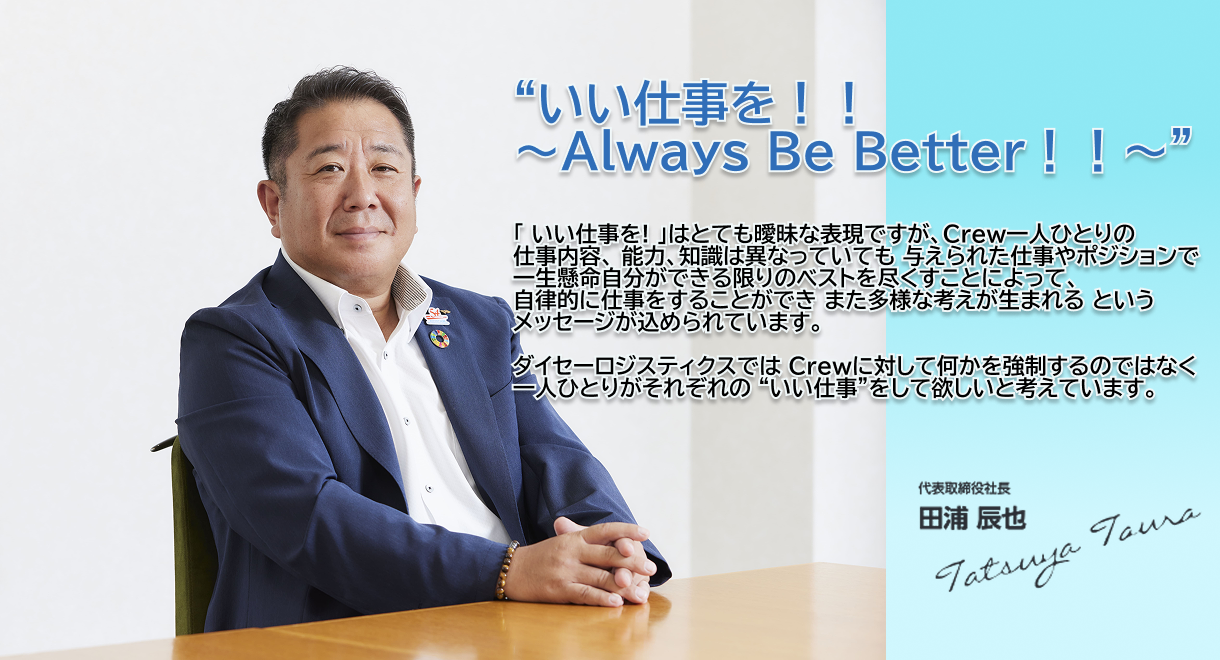 “いい仕事を！！
～Always Be Better！！～”
「 いい仕事を! 」はとても曖昧な表現ですが、Crew一人ひとりの
仕事内容、能力、知識は異なっていても 与えられた仕事やポジションで
一生懸命自分ができる限りのベストを尽くすことによって、
自律的に仕事をすることができ また多様な考えが生まれる という
メッセージが込められています。
ダイセーロジスティクスでは Crewに対して何かを強制するのではなく
一人ひとりがそれぞれの “いい仕事”をして欲しいと考えています。
代表取締役社長
田浦 辰也
Tatsuya Taura